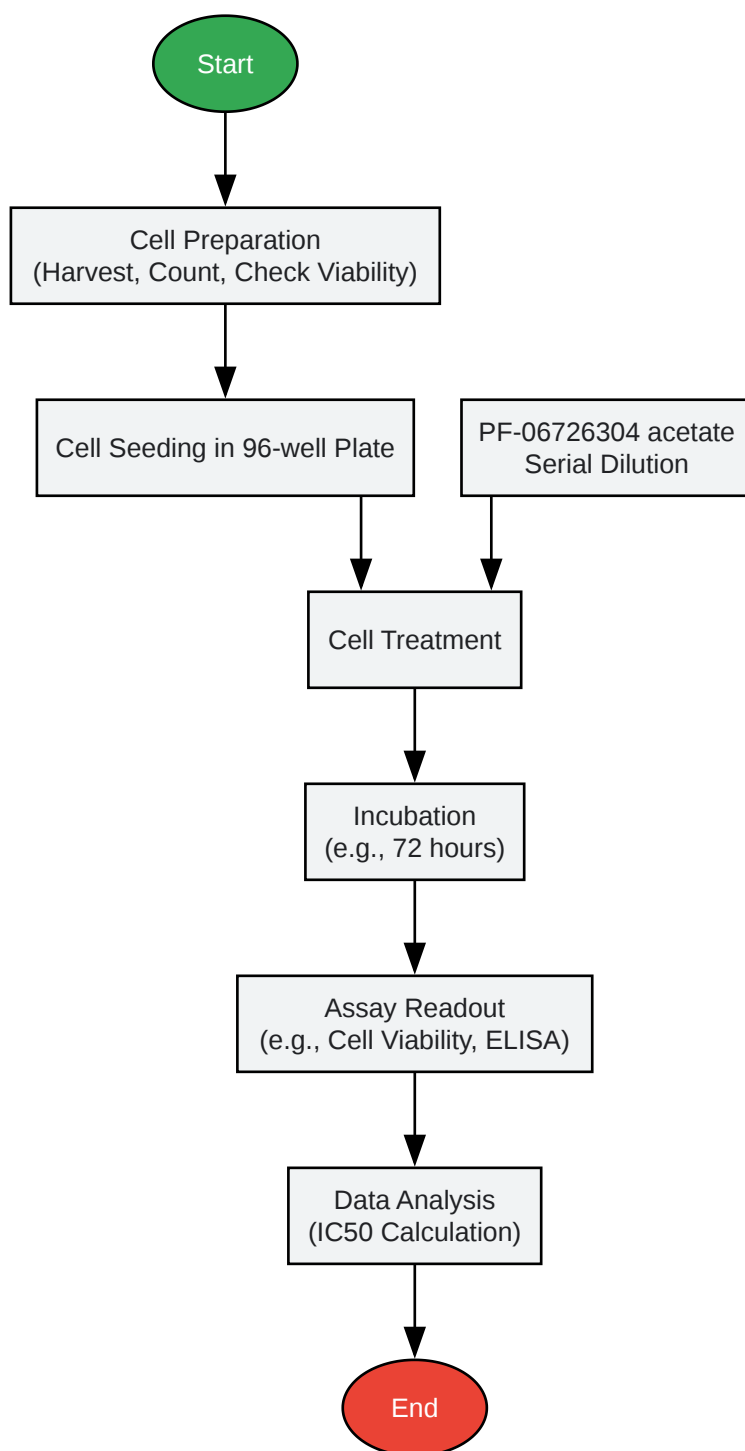 Start
Cell Preparation
(Harvest, Count, Check Viability)
Cell Seeding in 96-well Plate
PF-06726304 acetate
Serial Dilution
Cell Treatment
Incubation
(e.g., 72 hours)
Assay Readout
(e.g., Cell Viability, ELISA)
Data Analysis
(IC50 Calculation)
End